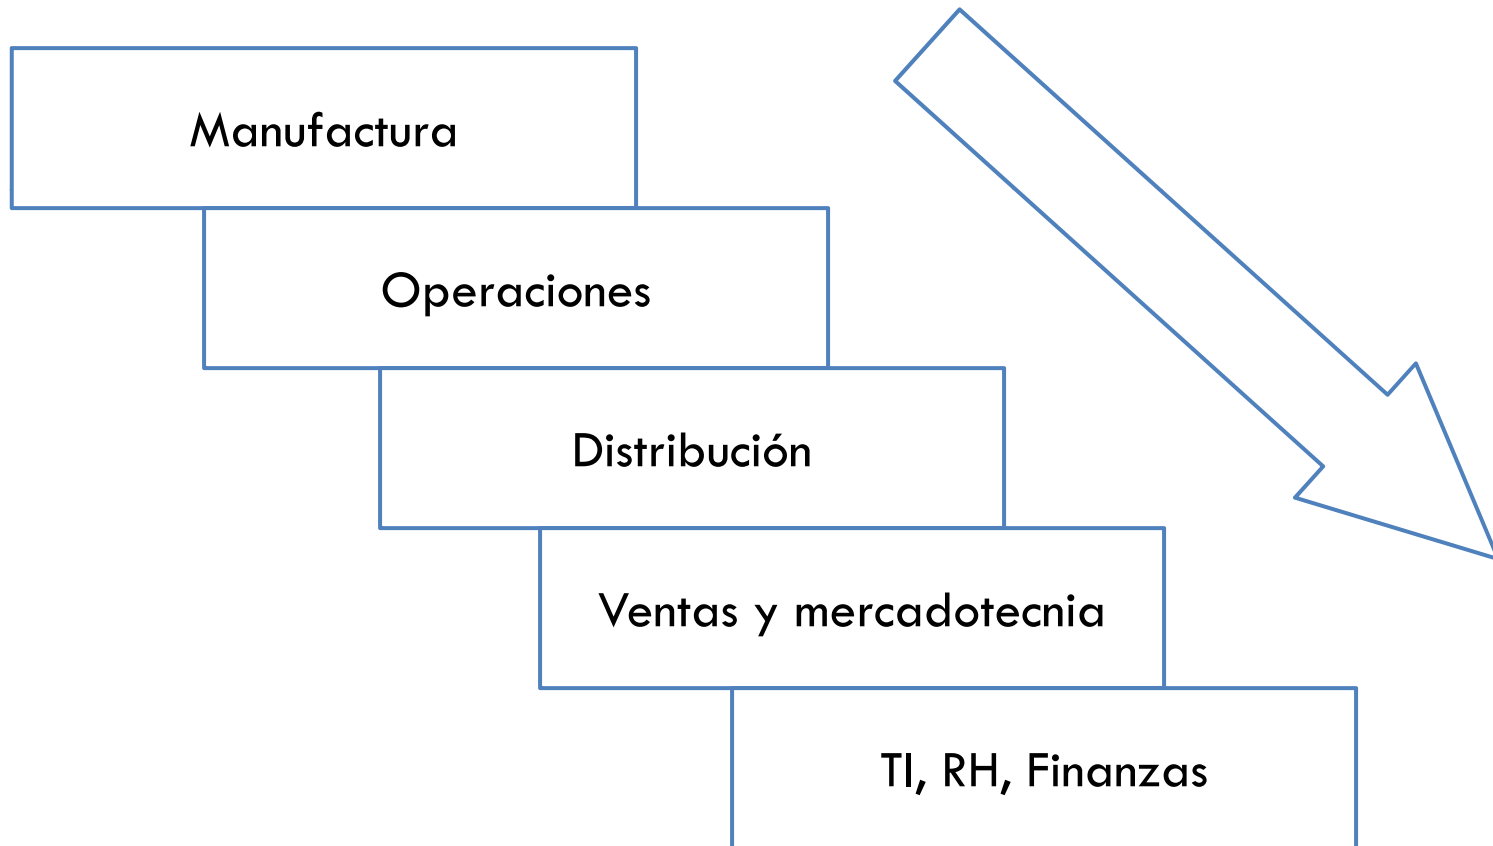 Manufactura
Operaciones
Distribución
Ventas y mercadotecnia
TI, RH, Finanzas